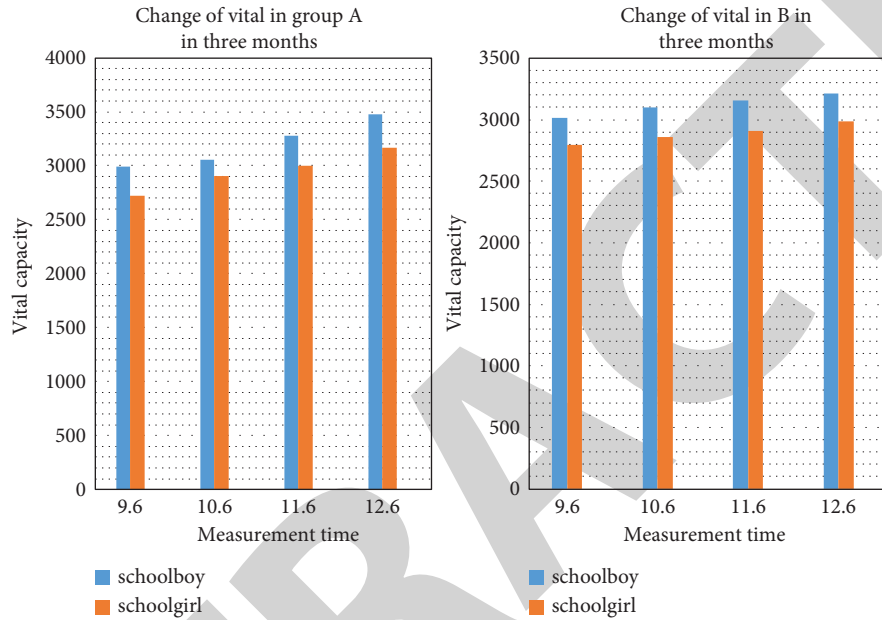 Change of vital in group A
in three months
4000
3500
3000
2500
2000
1500
1000
500
0
Vital capacity
9.6 10.6 11.6 12.6
Measurement time
schoolboy
schoolgirl
Change of vital in B in
three months
3500
3000
2500
2000
1500
1000
500
0
Vital capacity
9.6 10.6 11.6 12.6
Measurement time
schoolboy
schoolgirl